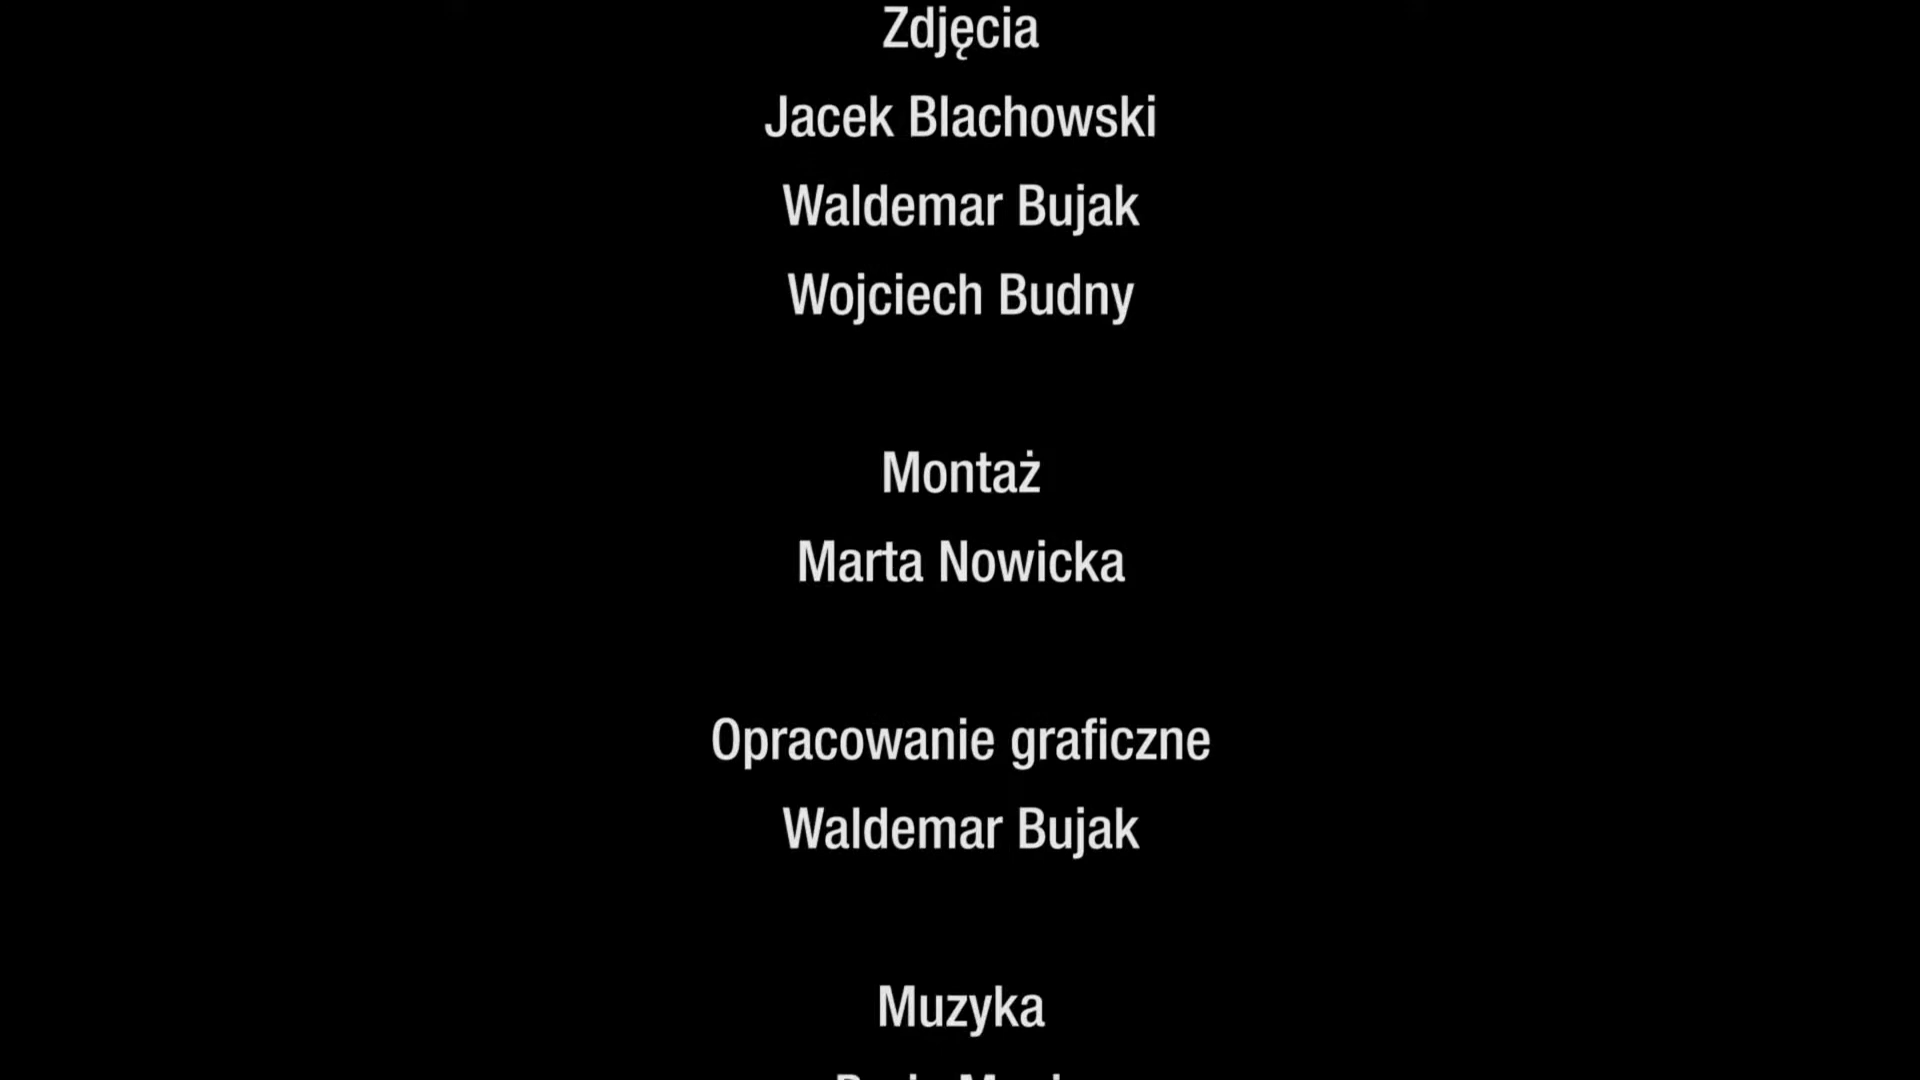 Zdjęcia
Jacek Blachowski
Waldemar Bujak
Wojciech Budny
Montaż
Marta Nowicka
Opracowanie graficzne
Waldemar Bujak
Muzyka